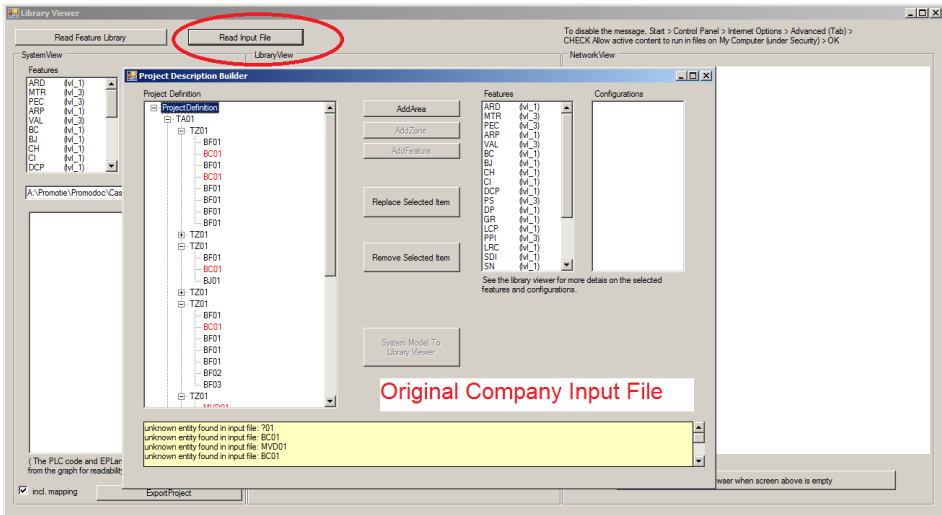 Library Viewer
Read Feature Library
Read Input File
To disable the message, Start > Control Panel > Internet Options > Advanced (Tab) >
CHECK Allow active content to run in files on My Computer (under Security) > OK
SystemView
LibraryView
NetworkView
Features
ARD (lvl_1)
MTR (lvl_3)
PEC (lvl_3)
ARP (lvl_1)
VAL (lvl_3)
BC (lvl_1)
BJ (lvl_1)
CH (lvl_1)
CI (lvl_1)
DCP (lvl_1)
A:\Promotie\Promodoc\Cas
Project Description Builder
Project Definition
ProjectDefinition
TA01
TZ01
BF01
BC01
BF01
BC01
BF01
BF01
BF01
BF01
TZ01
TZ01
BF01
BC01
BJ01
TZ01
TZ01
BF01
BC01
BF01
BF01
BF01
BF02
BF03
TZ01
MVD01
AddArea
AddZone
AddFeature
Replace Selected Item
Remove Selected Item
System Model To
Library Viewer
Features
ARD (lvl_1)
MTR (lvl_3)
PEC (lvl_3)
ARP (lvl_1)
VAL (lvl_3)
BC (lvl_1)
BJ (lvl_1)
CH (lvl_1)
CI (lvl_1)
DCP (lvl_1)
PS (lvl_3)
DP (lvl_1)
GR (lvl_1)
LCP (lvl_1)
PPI (lvl_3)
LRC (lvl_1)
SDI (lvl_1)
SN (lvl_1)
Configurations
See the library viewer for more detais on the selected
features and configurations.
Original Company Input File
unknown entity found in input file: ?01
unknown entity found in input file: BC01
unknown entity found in input file: MVD01
unknown entity found in input file: BC01
( The PLC code and EPLan
from the graph for readability
incl. mapping
ExportProject
wser when screen above is empty